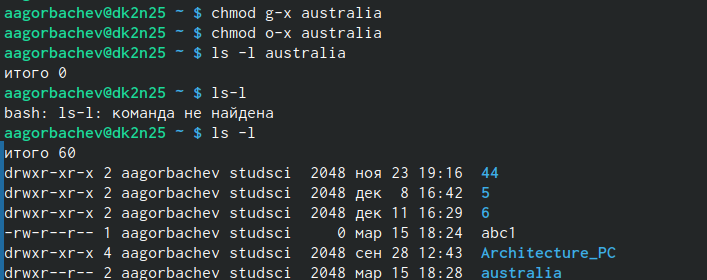 aagorbachev@dk2n25 ~ $ chmod g-x australia
aagorbachev@dk2n25 ~ $ chmod o-x australia
aagorbachev@dk2n25 ~ $ ls -l australia
итого 0
aagorbachev@dk2n25 ~ $ ls-l
bash: ls-l: команда не найдена
aagorbachev@dk2n25 ~ $ ls -l
итого 60
drwxr-xr-x 2 aagorbachev studsci  2048 ноя 23 19:16  44
drwxr-xr-x 2 aagorbachev studsci  2048 дек  8 16:42  5
drwxr-xr-x 2 aagorbachev studsci  2048 дек 11 16:29  6
-rw-r--r-- 1 aagorbachev studsci     0 мар 15 18:24  abc1
drwxr-xr-x 4 aagorbachev studsci  2048 сен 28 12:43  Architecture_PC
drwxr--r-- 2 aagorbachev studsci  2048 мар 15 18:28  australia